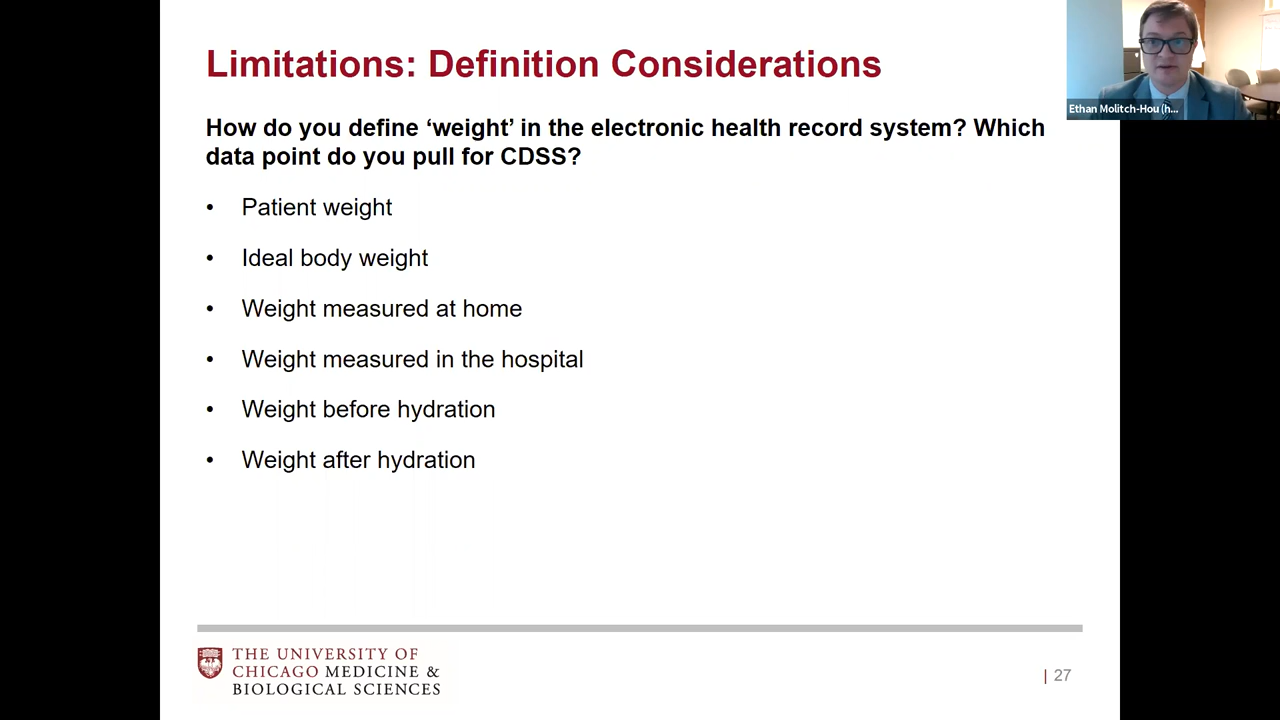 Limitations: Definition Considerations
Ethan Molitch-Hou (h...
How do you define ‘weight’ in the electronic health record system? Which
data point do you pull for CDSS?
• Patient weight
• Ideal body weight
• Weight measured at home
• Weight measured in the hospital
• Weight before hydration
• Weight after hydration
THE UNIVERSITY OF
CHICAGO MEDICINE &
BIOLOGICAL SCIENCES
| 27